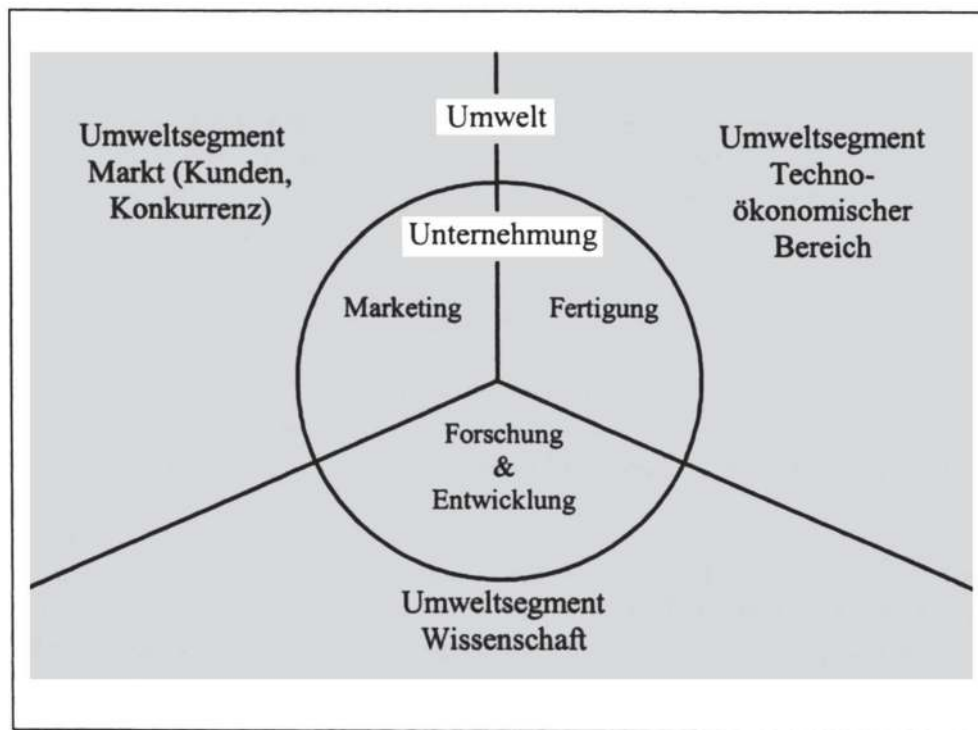 Umwelt
Umweltsegment
Markt (Kunden,
Konkurrenz)
Umweltsegment
Techno-
ökonomischer
Bereich
Unternehmung
Marketing
Fertigung
Forschung
&
Entwicklung
Umweltsegment
Wissenschaft